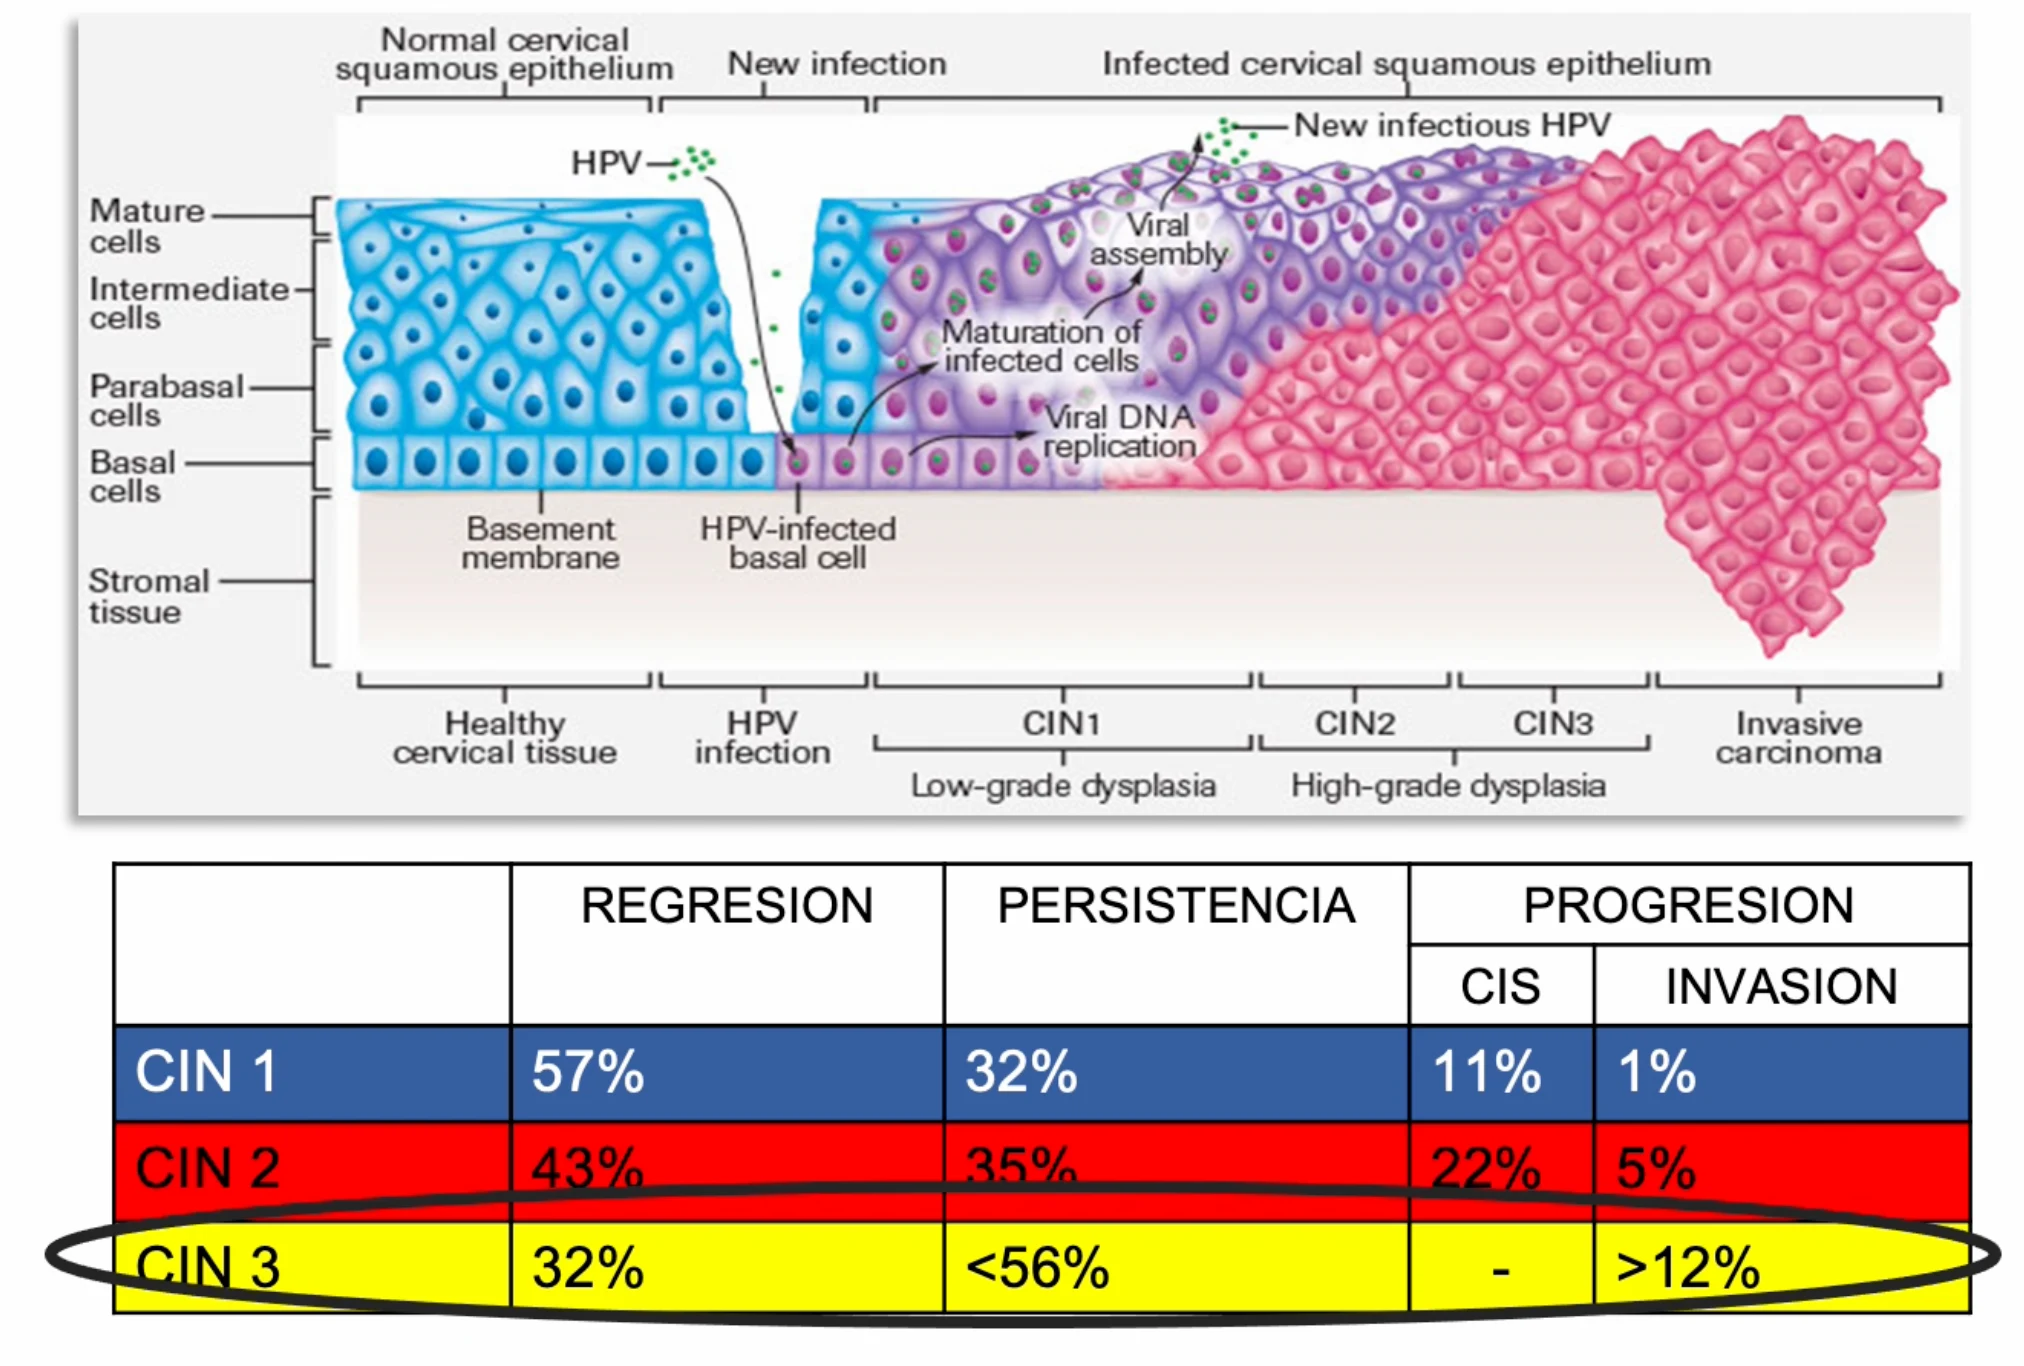 Normal cervical
squamous epithelium
New infection
Infected cervical squamous epithelium
HPV
New infectious HPV
Mature
cells
Intermediate
cells
Parabasal
cells
Basal
cells
Stromal
tissue
Viral
assembly
Maturation of
infected cells
Viral DNA
replication
Basement
membrane
HPV-infected
basal cell
Healthy
cervical tissue
HPV
infection
CIN1
CIN2
CIN3
Invasive
carcinoma
Low-grade dysplasia
High-grade dysplasia
REGRESION PERSISTENCIA PROGRESION
CIS INVASION
CIN 1 57% 32% 11% 1%
CIN 2 43% 35% 22% 5%
CIN 3 32% <56% - >12%